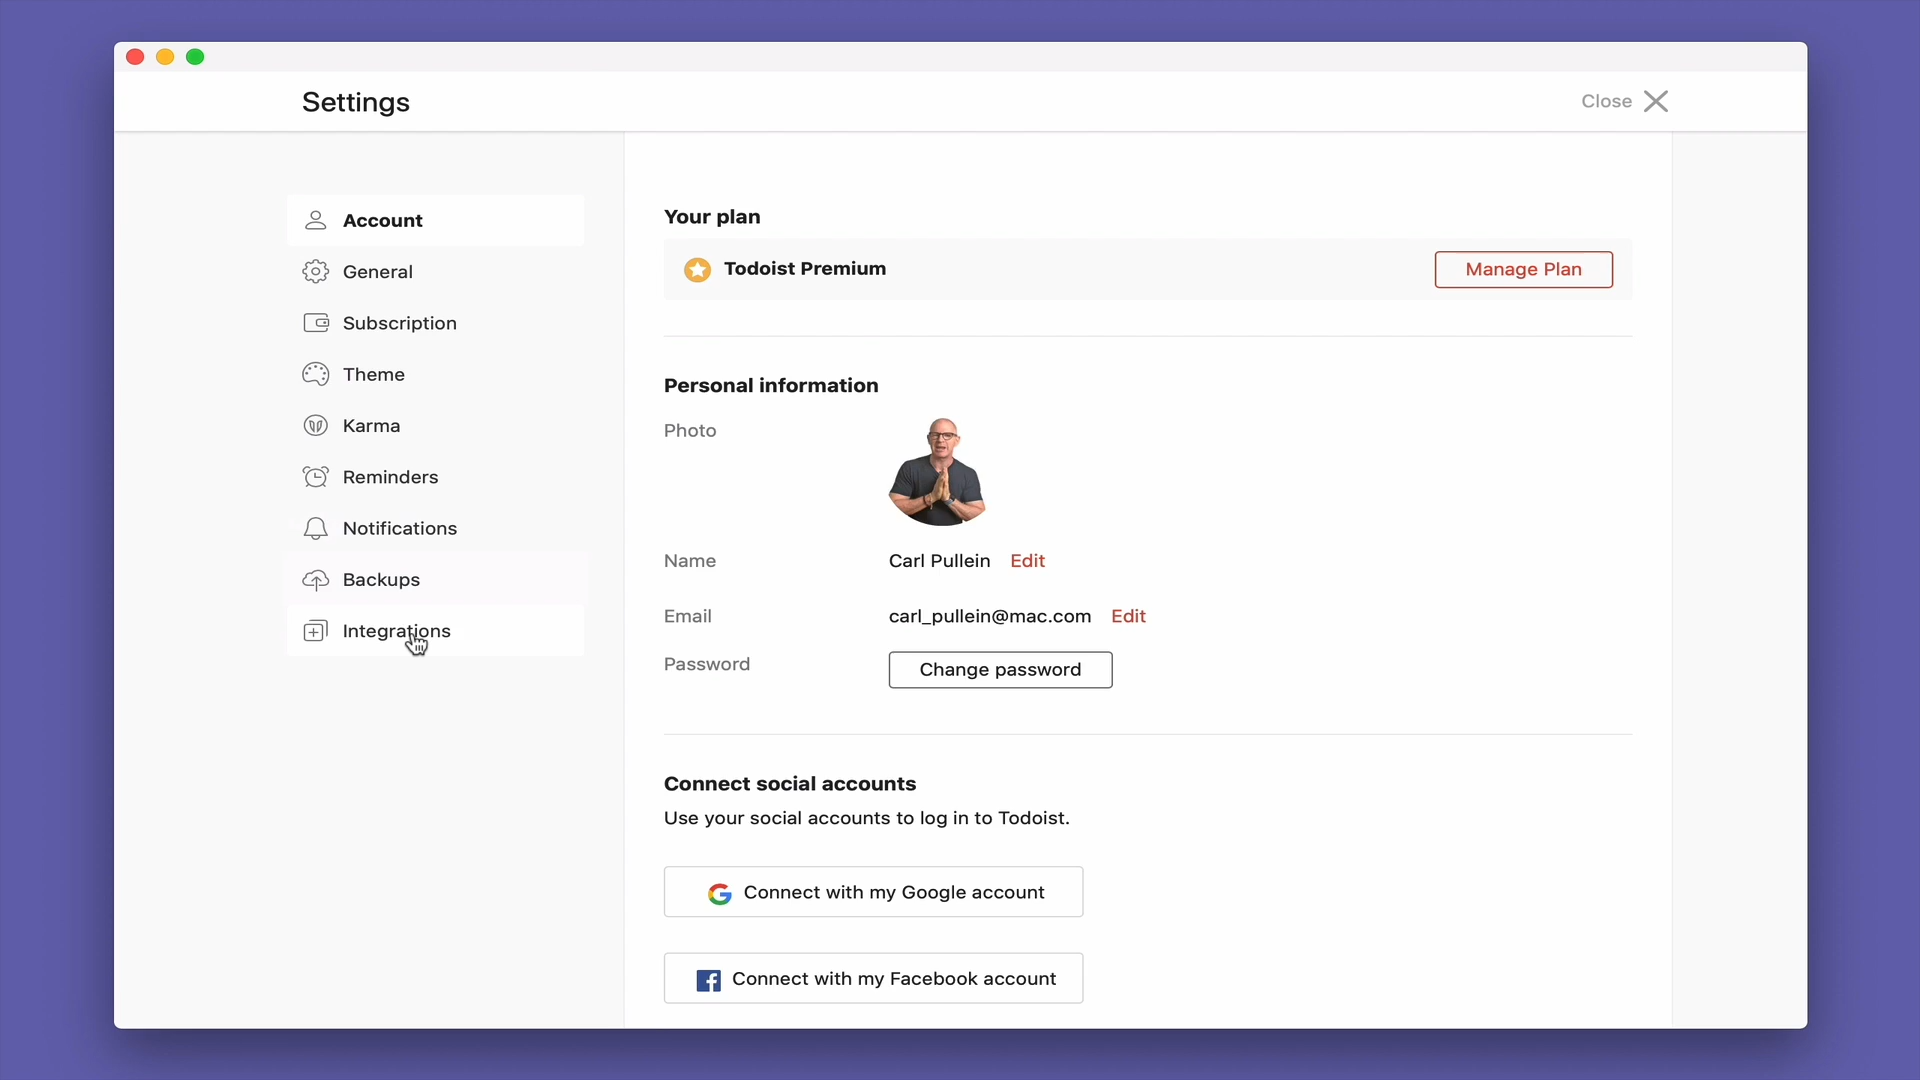 Settings
Close
Account
General
Subscription
Theme
Karma
Reminders
Notifications
Backups
Integrations
Your plan
Todoist Premium
Manage Plan
Personal information
Photo
Name
Carl Pullein Edit
Email
carl_pullein@mac.com Edit
Password
Change password
Connect social accounts
Use your social accounts to log in to Todoist.
Connect with my Google account
Connect with my Facebook account